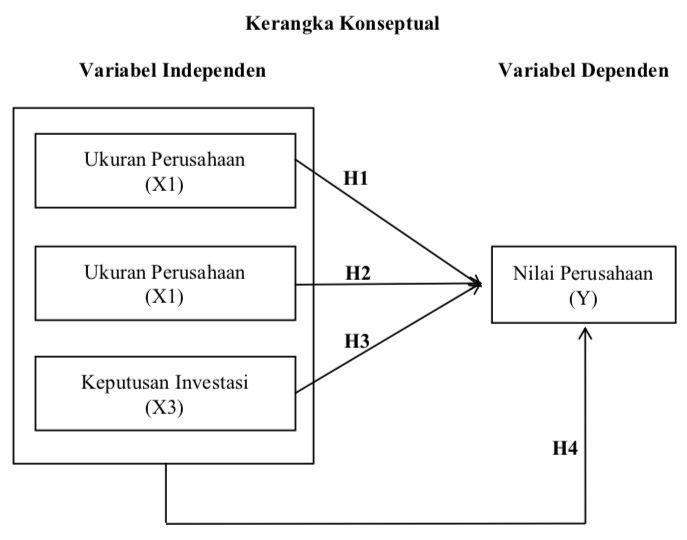 Kerangka Konseptual
Variabel Independen
Variabel Dependen
Ukuran Perusahaan
(X1)
H1
Ukuran Perusahaan
(X1)
H2
Nilai Perusahaan
(Y)
H3
Keputusan Investasi
(X3)
H4